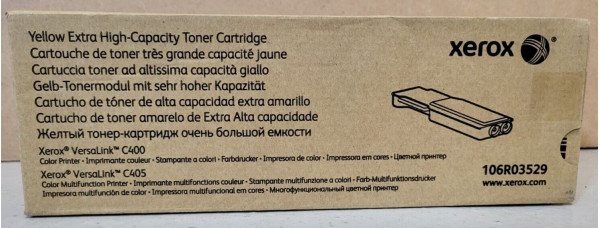 Yellow Extra High-Capacity Toner Cartridge
Cartouche de toner très grande capacité jaune
Cartuccia toner ad altissima capacità giallo
Gelb-Tonermodul mit sehr hoher Kapazität
Cartucho de tóner de alta capacidad extra amarillo
Cartucho de toner amarelo de Extra Alta capacidade
Желтый тонер-картридж очень большой емкости
Xerox® VersaLink™ C400
Color Printer - Imprimante couleur - Stampante a colori - Farbdrucker - Impresora de color - Impressora em cores - Цветной принтер
Xerox® VersaLink™ C405
Color Multifunction Printer - Imprimante multifonctions couleur - Stampante multifunzione a colori - Farb-Multifunktionsdrucker
Impresora multifunción de color - Impressora multifuncional em cores - Многофункциональный цветной принтер
xerox
106R03529
www.xerox.com